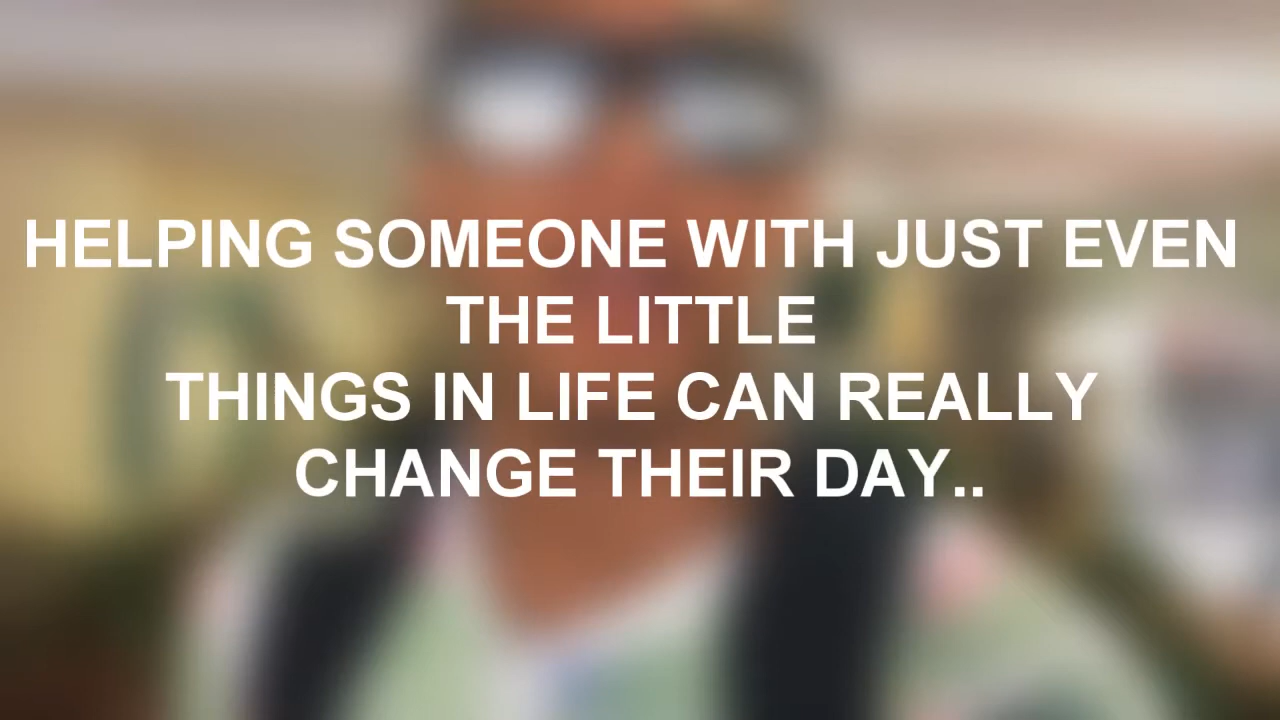 HELPING SOMEONE WITH JUST EVEN
THE LITTLE
THINGS IN LIFE CAN REALLY
CHANGE THEIR DAY..